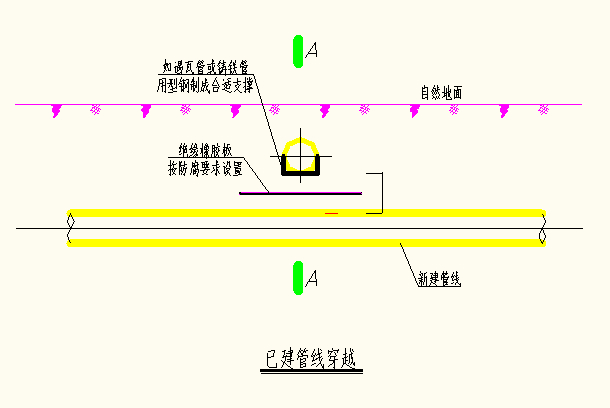 A
如遇瓦管或铸铁管
用型钢制成合适支撑
自然地面
绝缘橡胶板
按防腐要求设置
A
新建管线
已建管线穿越